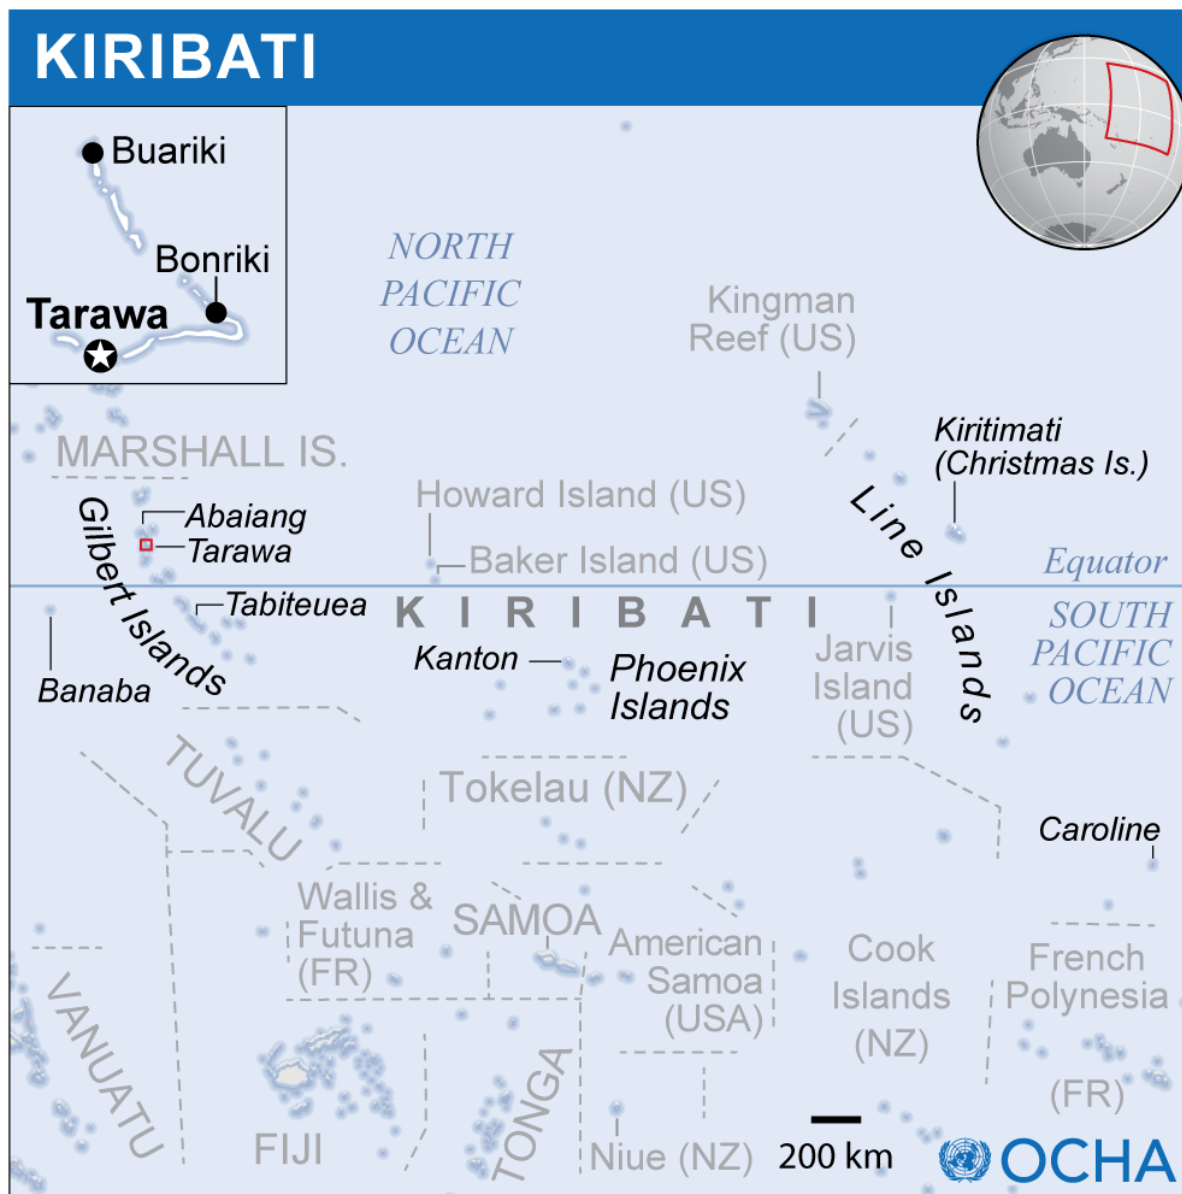 KIRIBATI
Buariki
Bonriki
Tarawa
NORTH
PACIFIC
OCEAN
Kingman
Reef (US)
Kiritimati
(Christmas Is.)
MARSHALL IS.
Howard Island (US)
Line Islands
Gilbert Islands
Abaiang
Tarawa
Baker Island (US)
Equator
Tabiteuea
KIRIBATI
SOUTH
PACIFIC
OCEAN
Banaba
Kanton
Phoenix
Islands
Jarvis
Island
(US)
TUVALU
Tokelau (NZ)
Caroline
Wallis &
Futuna
(FR)
SAMOA
American
Samoa
(USA)
Cook
Islands
(NZ)
French
Polynesia
(FR)
VANUATU
FIJI
TONGA
Niue (NZ)
200 km
OCHA